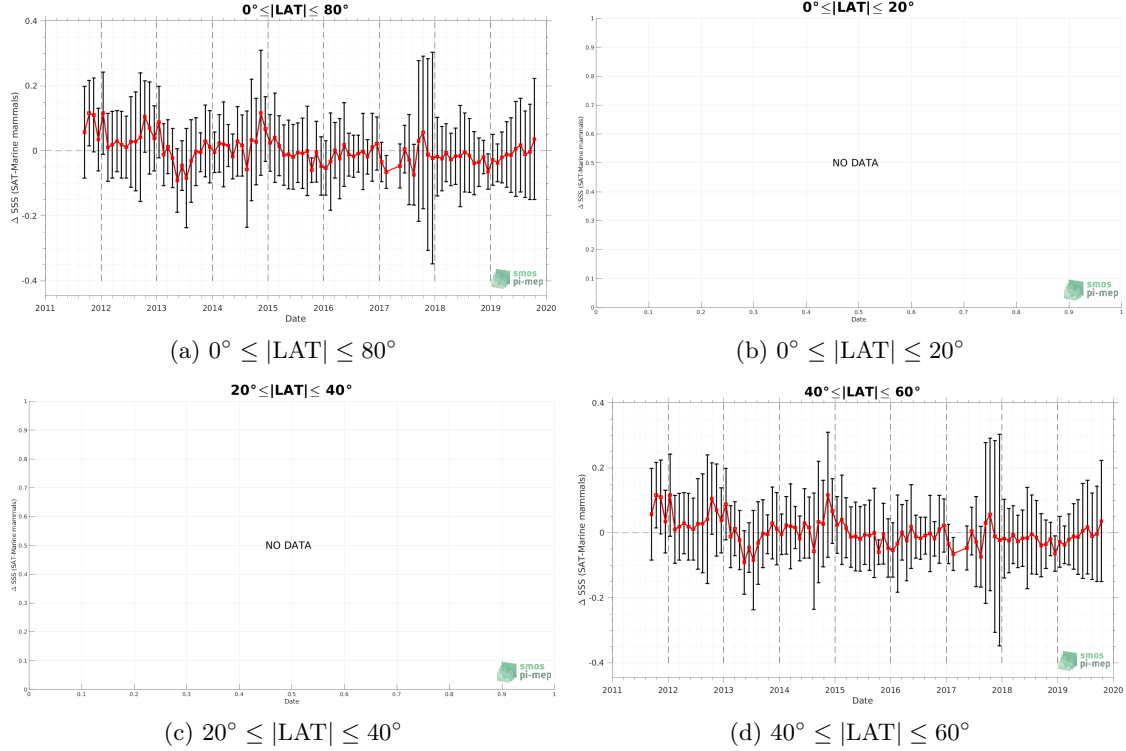 0°≤|LAT|≤ 80°
Δ SSS (SAT-Marine mammals)
0.4
0.2
0
-0.2
-0.4
2011 2012 2013 2014 2015 2016 2017 2018 2019 2020
Date
smos
pi-mep
(a) 0° ≤ |LAT| ≤ 80°
0°≤|LAT|≤ 20°
Δ SSS (SAT-Marine mammals)
1
0.9
0.8
0.7
0.6
0.5
0.4
0.3
0.2
0.1
0
NO DATA
0 0.1 0.2 0.3 0.4 0.5 0.6 0.7 0.8 0.9 1
Date
smos
pi-mep
(b) 0° ≤ |LAT| ≤ 20°
20°≤|LAT|≤ 40°
Δ SSS (SAT-Marine mammals)
1
0.9
0.8
0.7
0.6
0.5
0.4
0.3
0.2
0.1
0
NO DATA
0 0.1 0.2 0.3 0.4 0.5 0.6 0.7 0.8 0.9 1
Date
smos
pi-mep
(c) 20° ≤ |LAT| ≤ 40°
40°≤|LAT|≤ 60°
Δ SSS (SAT-Marine mammals)
0.4
0.2
0
-0.2
-0.4
2011 2012 2013 2014 2015 2016 2017 2018 2019 2020
Date
smos
pi-mep
(d) 40° ≤ |LAT| ≤ 60°